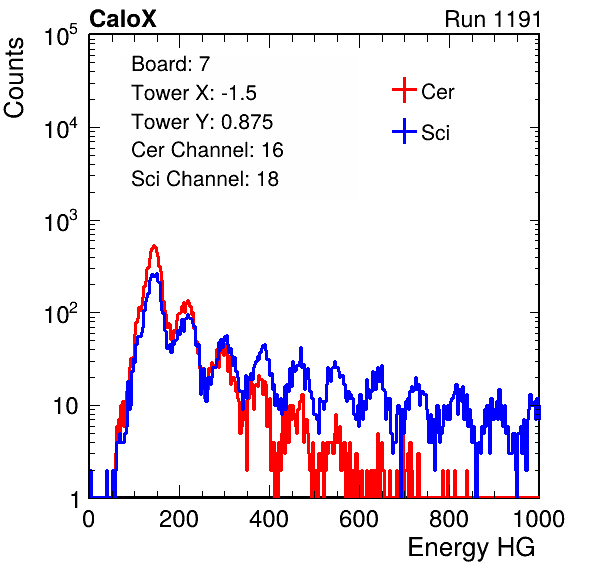 CaloX Run 1191
Counts
Board: 7
Tower X: -1.5
Tower Y: 0.875
Cer Channel: 16
Sci Channel: 18
Cer
Sci
10^5
10^4
10^3
10^2
10
1
0 200 400 600 800 1000
Energy HG